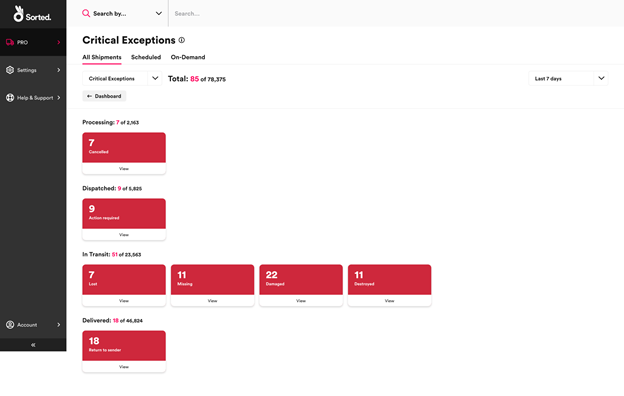 Sorted.
PRO
Settings
Help & Support
Account
«
Search by...
Search...
Critical Exceptions
All Shipments
Scheduled
On-Demand
Critical Exceptions
Total: 85 of 78,375
Last 7 days
← Dashboard
Processing: 7 of 2,163
7
Cancelled
View
Dispatched: 9 of 5,825
9
Action required
View
In Transit: 51 of 23,563
7
Lost
View
11
Missing
View
22
Damaged
View
11
Destroyed
View
Delivered: 18 of 46,824
18
Return to sender
View